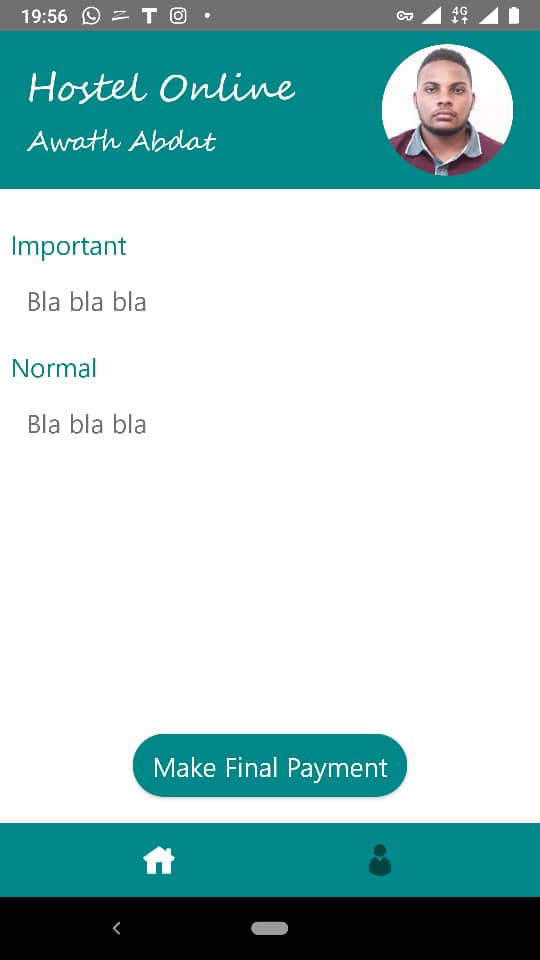 19:56
4G
Hostel Online
Awath Abdat
Important
Bla bla bla
Normal
Bla bla bla
Make Final Payment